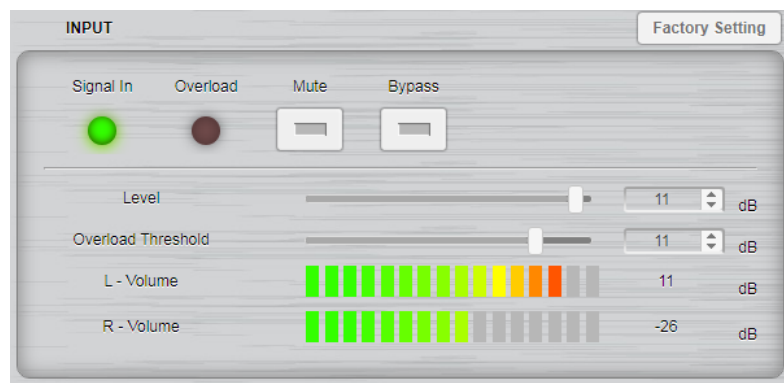 INPUT Factory Setting
Signal In Overload Mute Bypass
Level 11 dB
Overload Threshold 11 dB
L - Volume 11 dB
R - Volume -26 dB